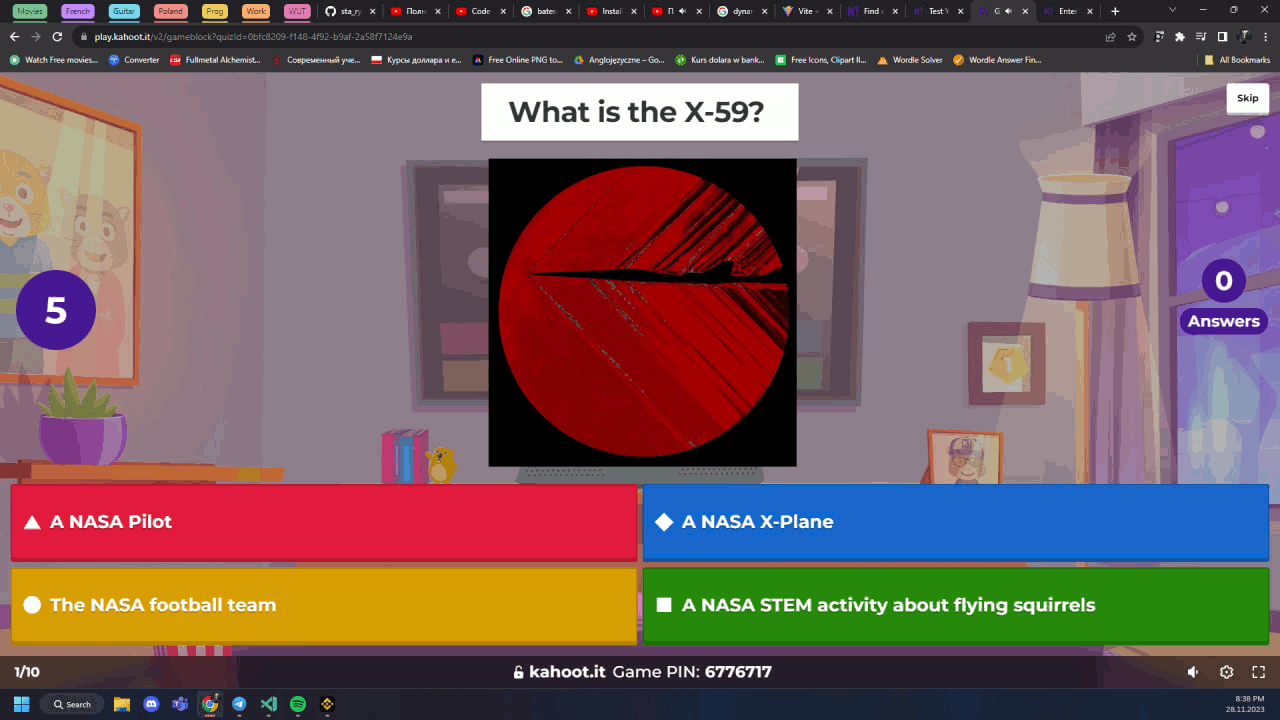 Movies French Guitar Poland Prog Work WUT sta_ry Code Instal Vite Test Enter
play.kahoot.it/v2/gameblock?quizId=0bfc8209-f148-4f92-b9af-2a58f7124e9a
Watch Free movies... Converter Fullmetal Alchemist... Современный уче... Курсы доллара и е... Free Online PNG to... Anglojęzyczne – Go... Kurs dolara w bank... Free Icons, Clipart Il... Wordle Solver Wordle Answer Fin... All Bookmarks
What is the X-59?
Skip
5
0
Answers
1
A NASA Pilot
A NASA X-Plane
The NASA football team
A NASA STEM activity about flying squirrels
1/10
kahoot.it Game PIN: 6776717
Search
8:38 PM
28.11.2023